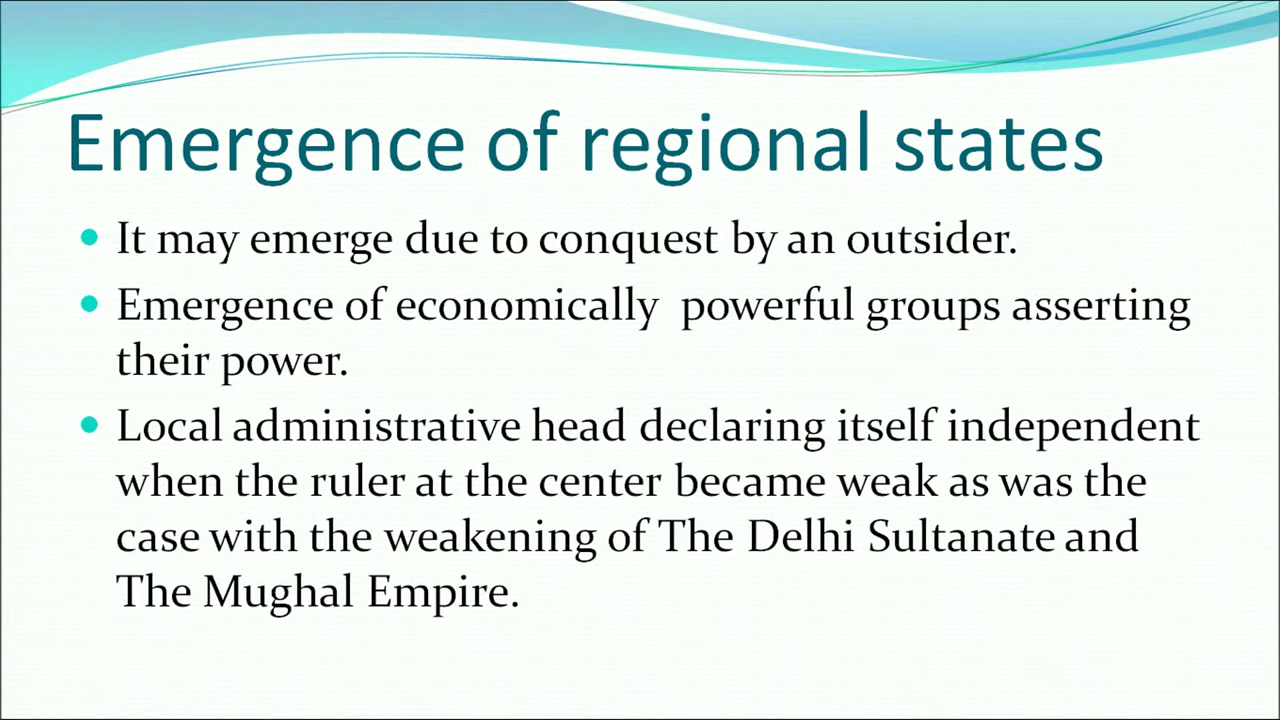 Emergence of regional states
• It may emerge due to conquest by an outsider.
• Emergence of economically  powerful groups asserting
their power.
• Local administrative head declaring itself independent
when the ruler at the center became weak as was the
case with the weakening of The Delhi Sultanate and
The Mughal Empire.